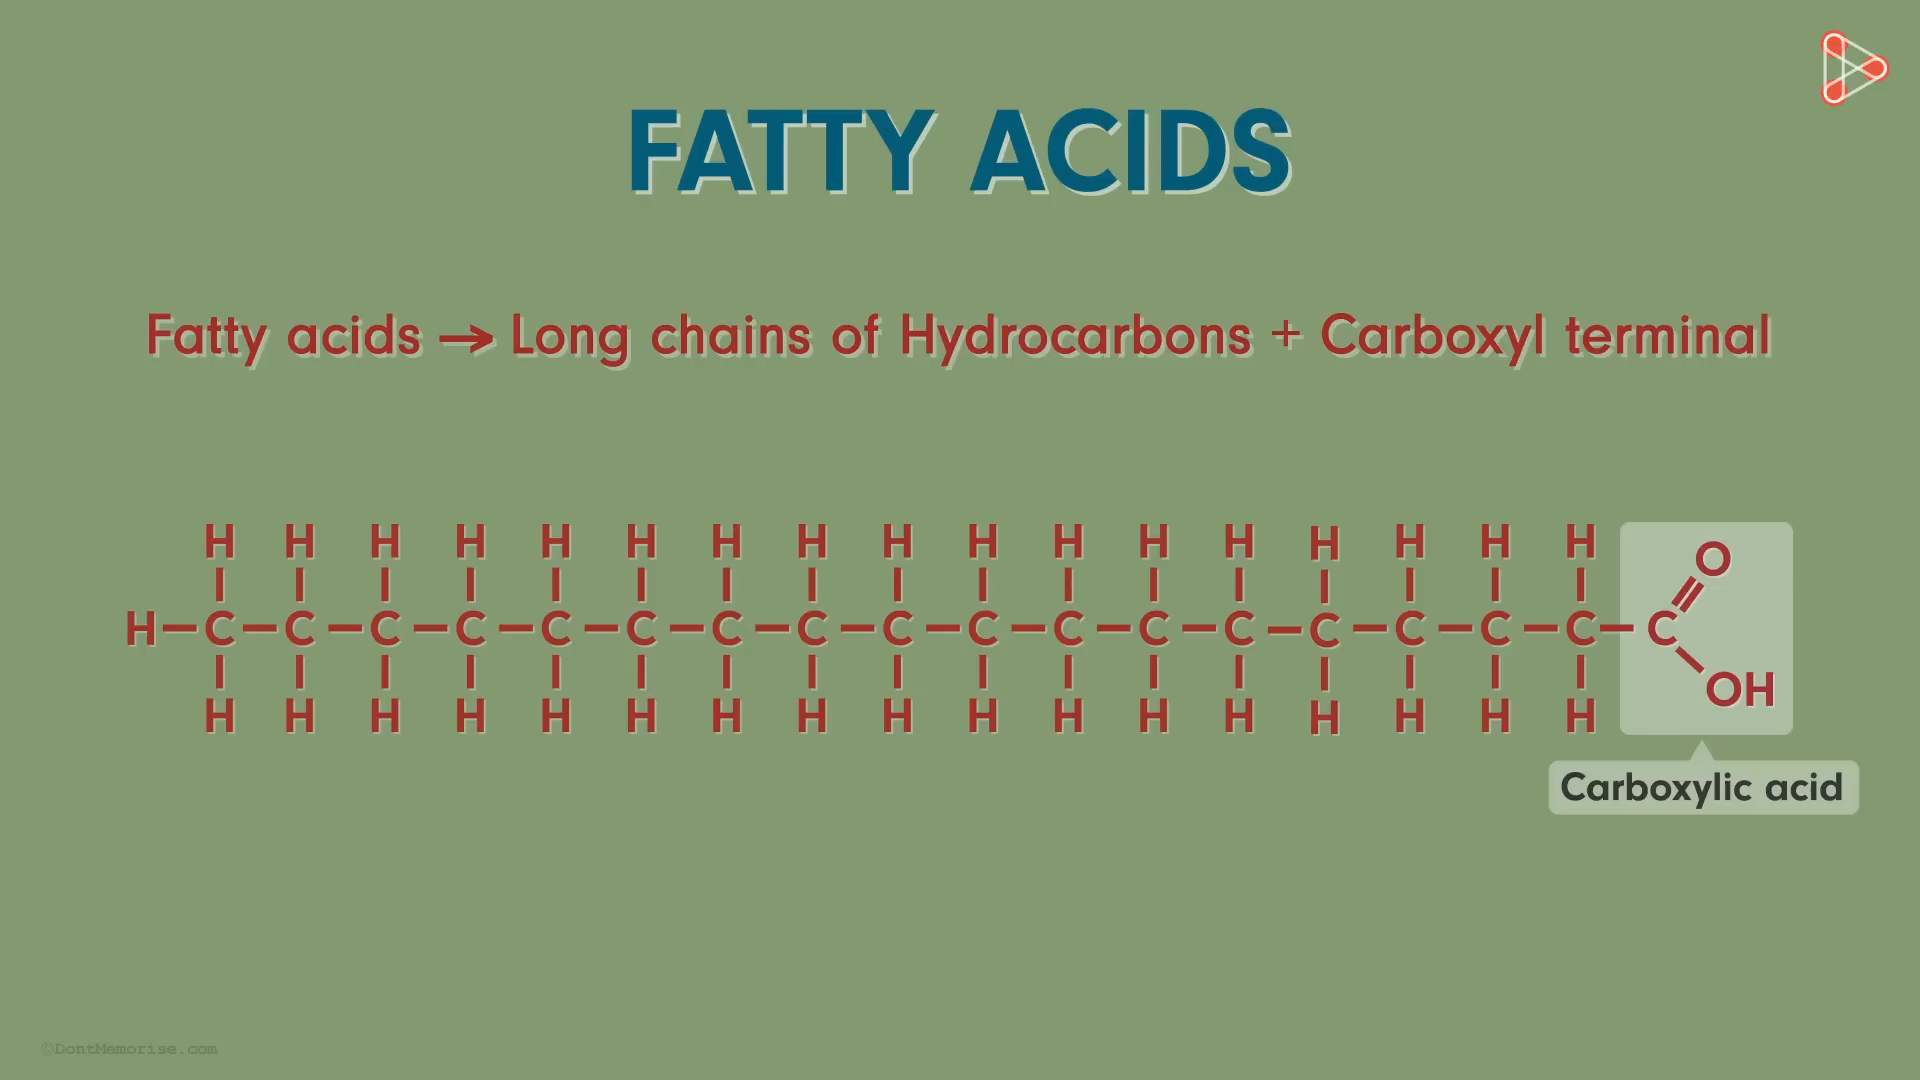 FATTY ACIDS
Fatty acids → Long chains of Hydrocarbons + Carboxyl terminal
H H H H H H H H H H H H H H H H H O
H—C—C—C—C—C—C—C—C—C—C—C—C—C—C—C—C—C—C
OH
H H H H H H H H H H H H H H H H H
Carboxylic acid
©DontMemorise.com